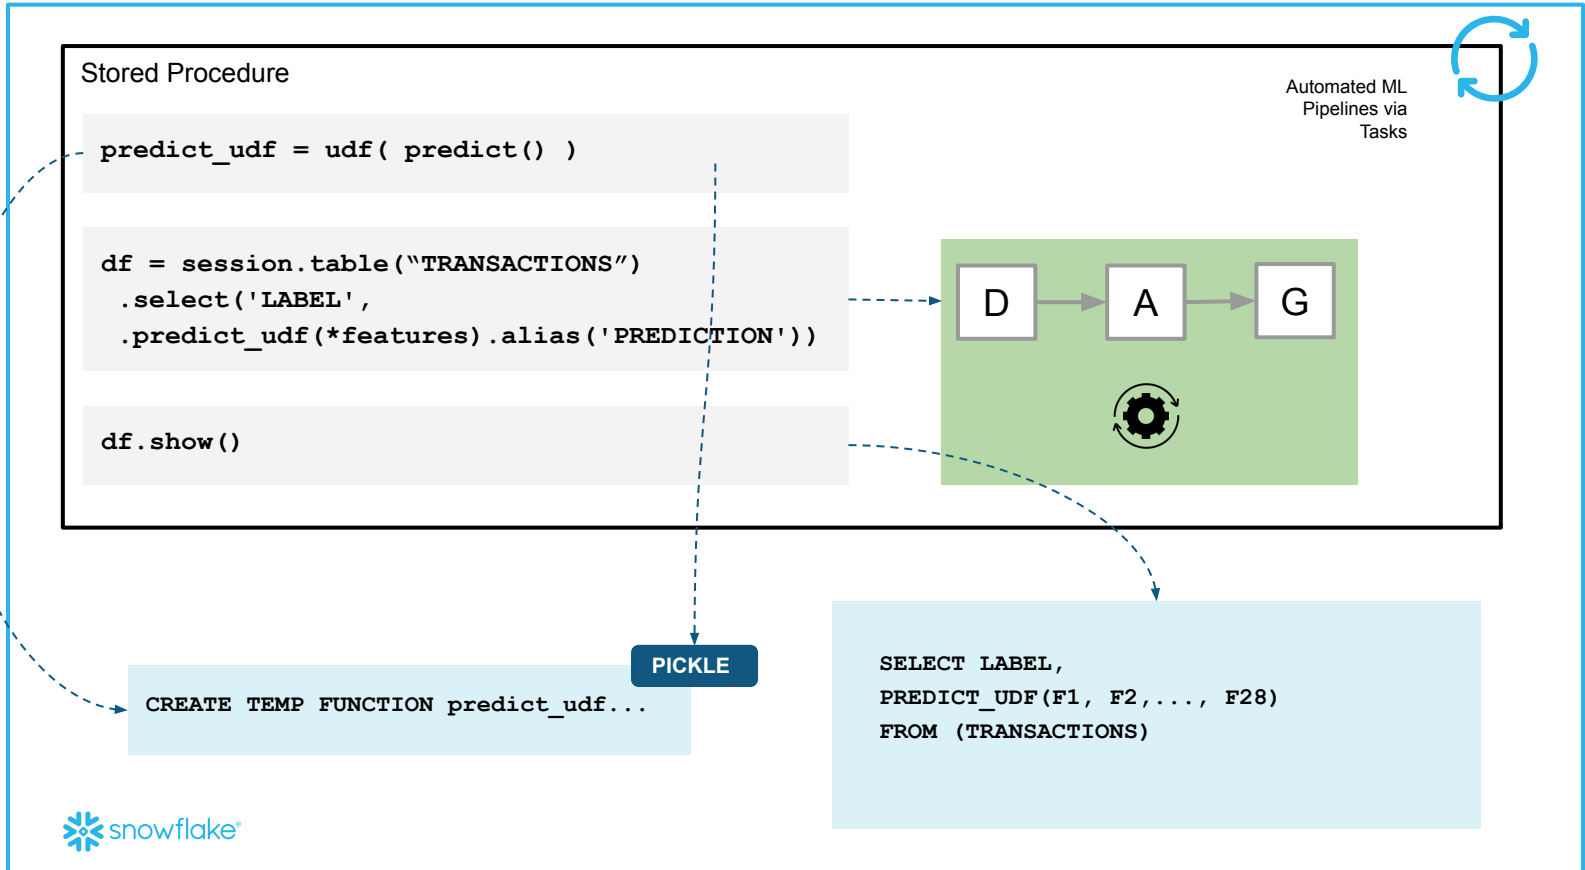 Stored Procedure
Automated ML
Pipelines via
Tasks
predict_udf = udf( predict() )
df = session.table(“TRANSACTIONS”)
.select('LABEL',
.predict_udf(*features).alias('PREDICTION'))
D A G
df.show()
PICKLE
CREATE TEMP FUNCTION predict_udf...
SELECT LABEL,
PREDICT_UDF(F1, F2,..., F28)
FROM (TRANSACTIONS)
snowflake®